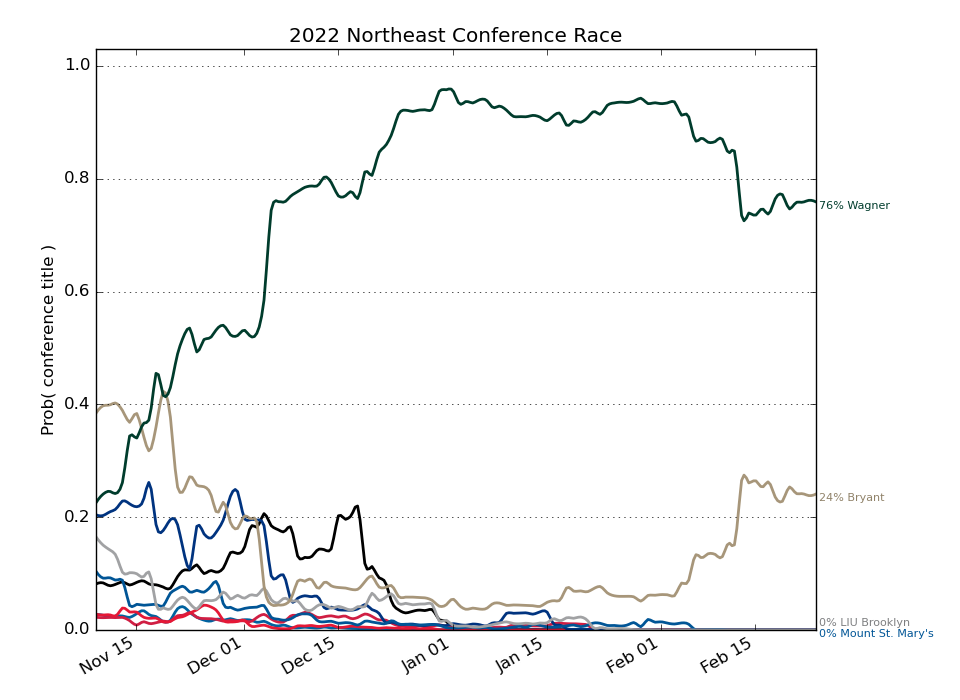 2022 Northeast Conference Race
1.0
0.8
0.6
0.4
0.2
0.0
Prob( conference title )
76% Wagner
24% Bryant
0% LIU Brooklyn
0% Mount St. Mary's
Nov 15
Dec 01
Dec 15
Jan 01
Jan 15
Feb 01
Feb 15